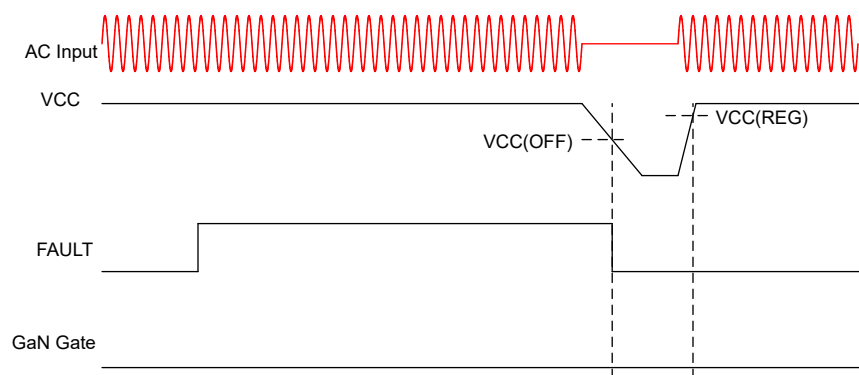 AC Input
VCC
VCC(REG)
VCC(OFF)
FAULT
GaN Gate